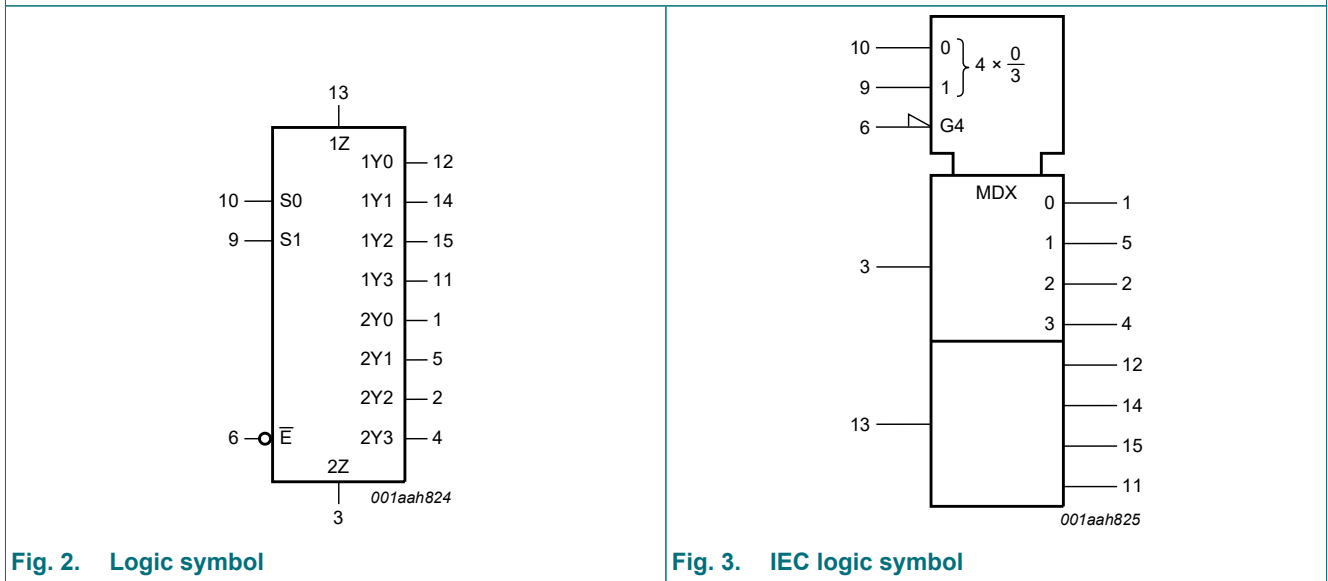 13
1Z
1Y0 12
10 S0 1Y1 14
9 S1 1Y2 15
1Y3 11
2Y0 1
2Y1 5
2Y2 2
6 E̅ 2Y3 4
2Z
001aah824
3
Fig. 2. Logic symbol
10 0
4 × 0/3
9 1
6 G4
MDX
0 1
1 5
3
2 2
3 4
12
14
13
15
11
001aah825
Fig. 3. IEC logic symbol